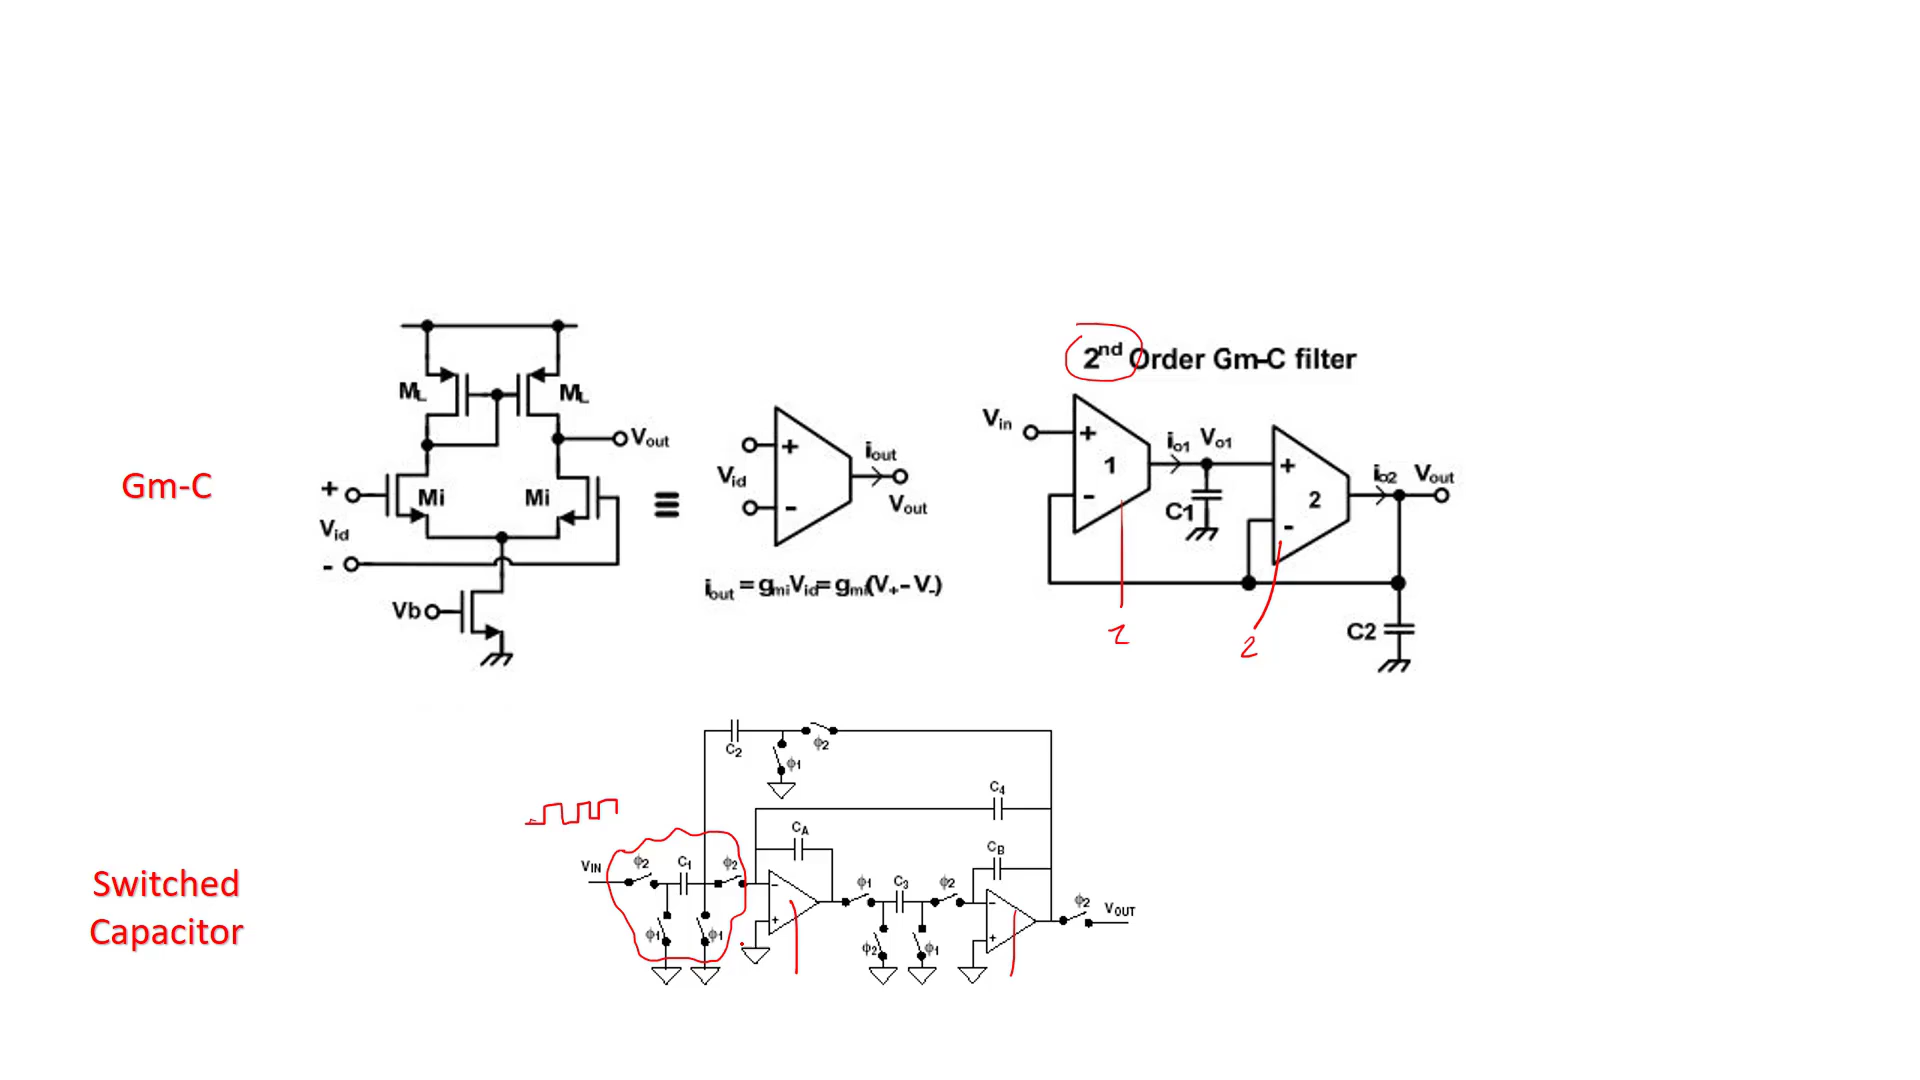 Gm-C
ML
ML
Vout
+
Mi
Mi
Vid
-
Vb
+
Vid
-
iout
Vout
iout = gmiVid= gmi(V+- V-)
2nd Order Gm-C filter
Vin
+
1
-
io1 Vo1
C1
+
2
-
io2 Vout
C2
1
2
Switched
Capacitor
C2
ϕ2
ϕ1
C4
CA
CB
VIN
ϕ2
C1
ϕ2
ϕ1
ϕ1
-
+
ϕ1
C3
ϕ2
ϕ2
ϕ1
-
+
ϕ2
VOUT